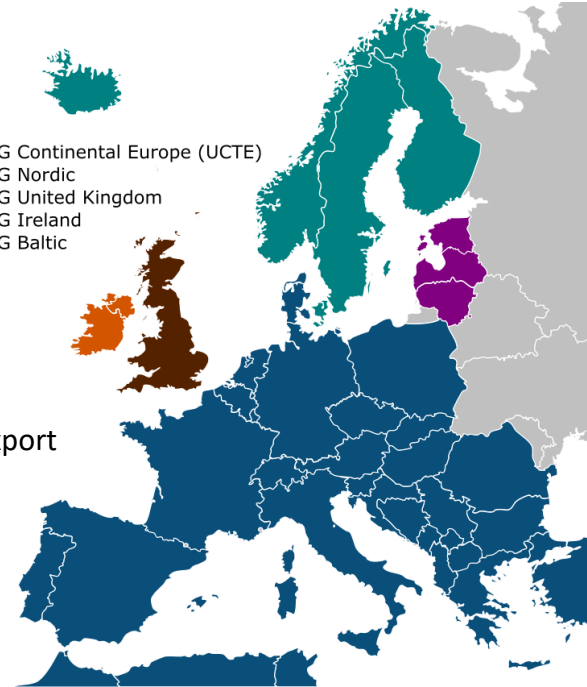 G Continental Europe (UCTE)
G Nordic
G United Kingdom
G Ireland
G Baltic
port